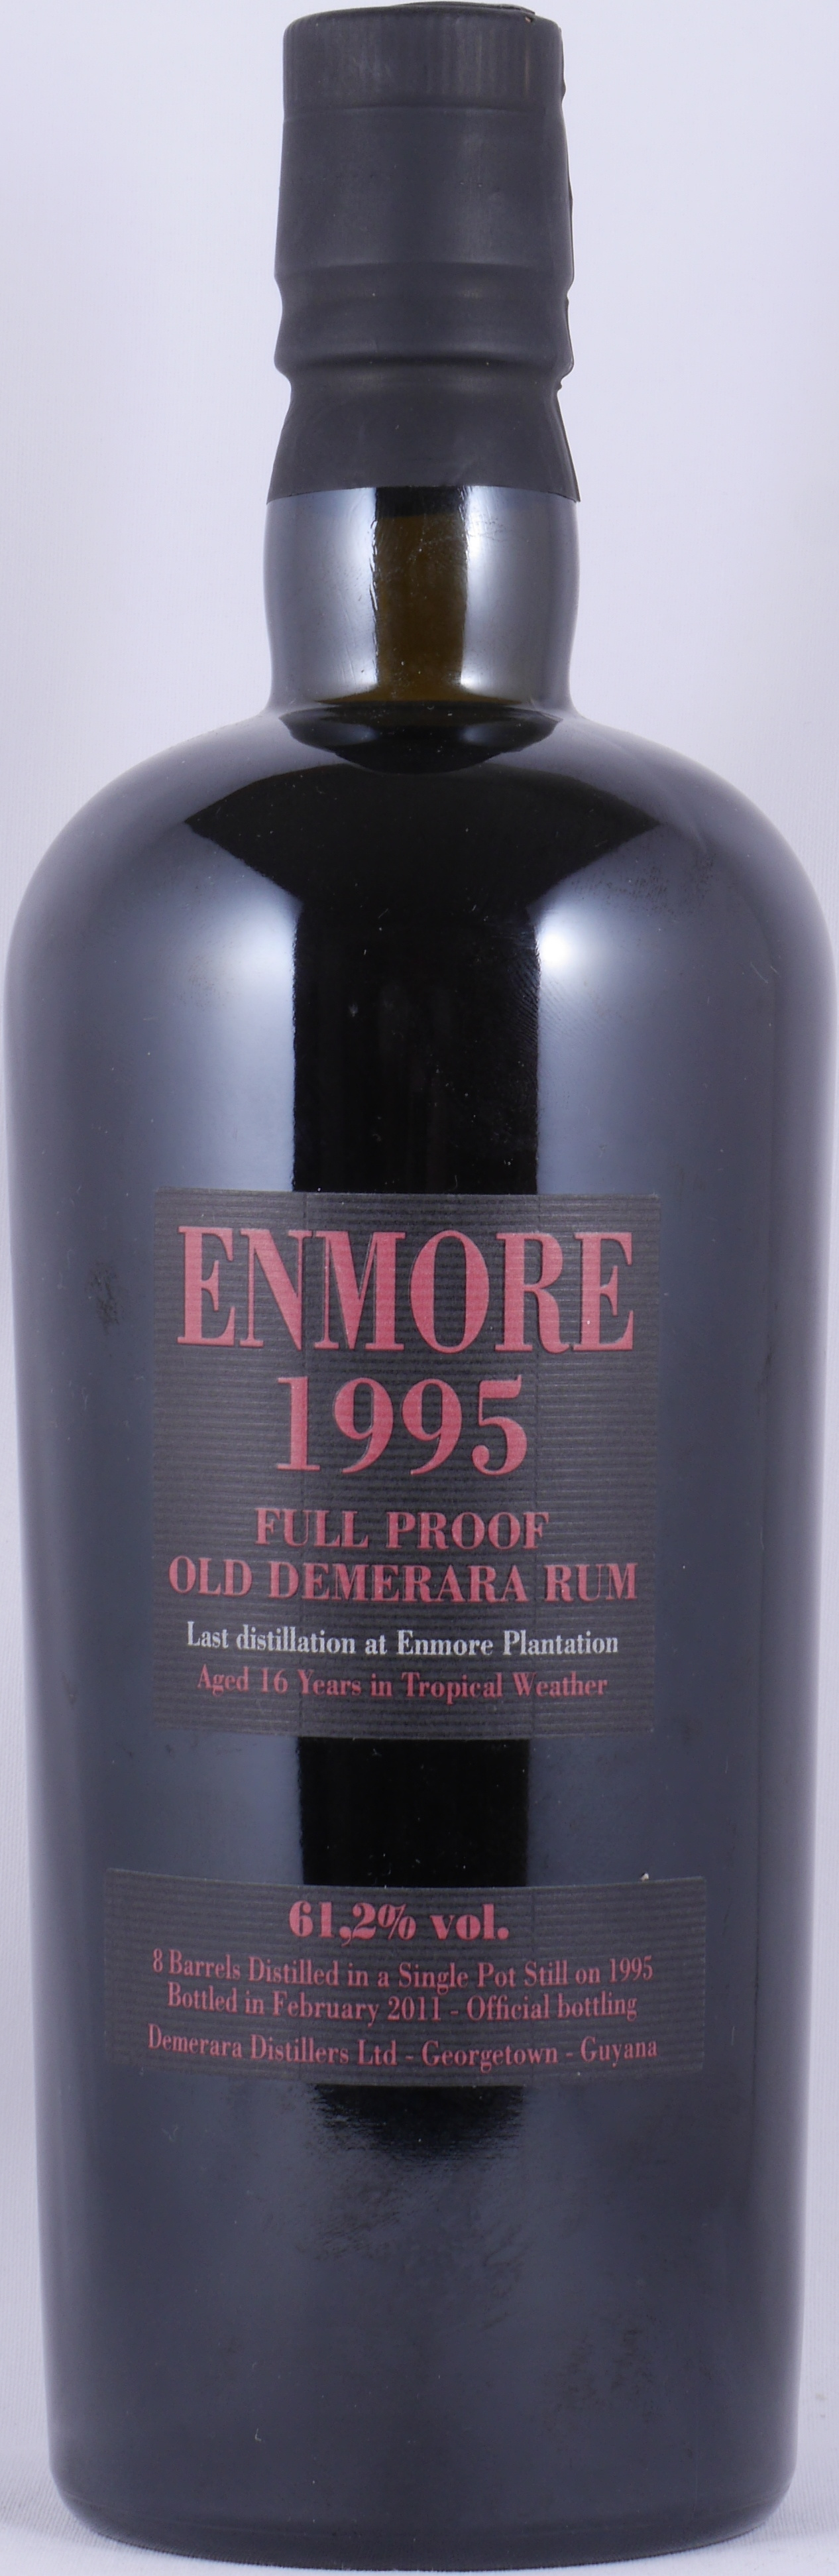 ENMORE
1995
FULL PROOF
OLD DEMERARA RUM
Last distillation at Enmore Plantation
Aged 16 Years in Tropical Weather
61,2% vol.
8 Barrels Distilled in a Single Pot Still on 1995
Bottled in February 2011 - Official bottling
Demerara Distillers Ltd - Georgetown - Guyana